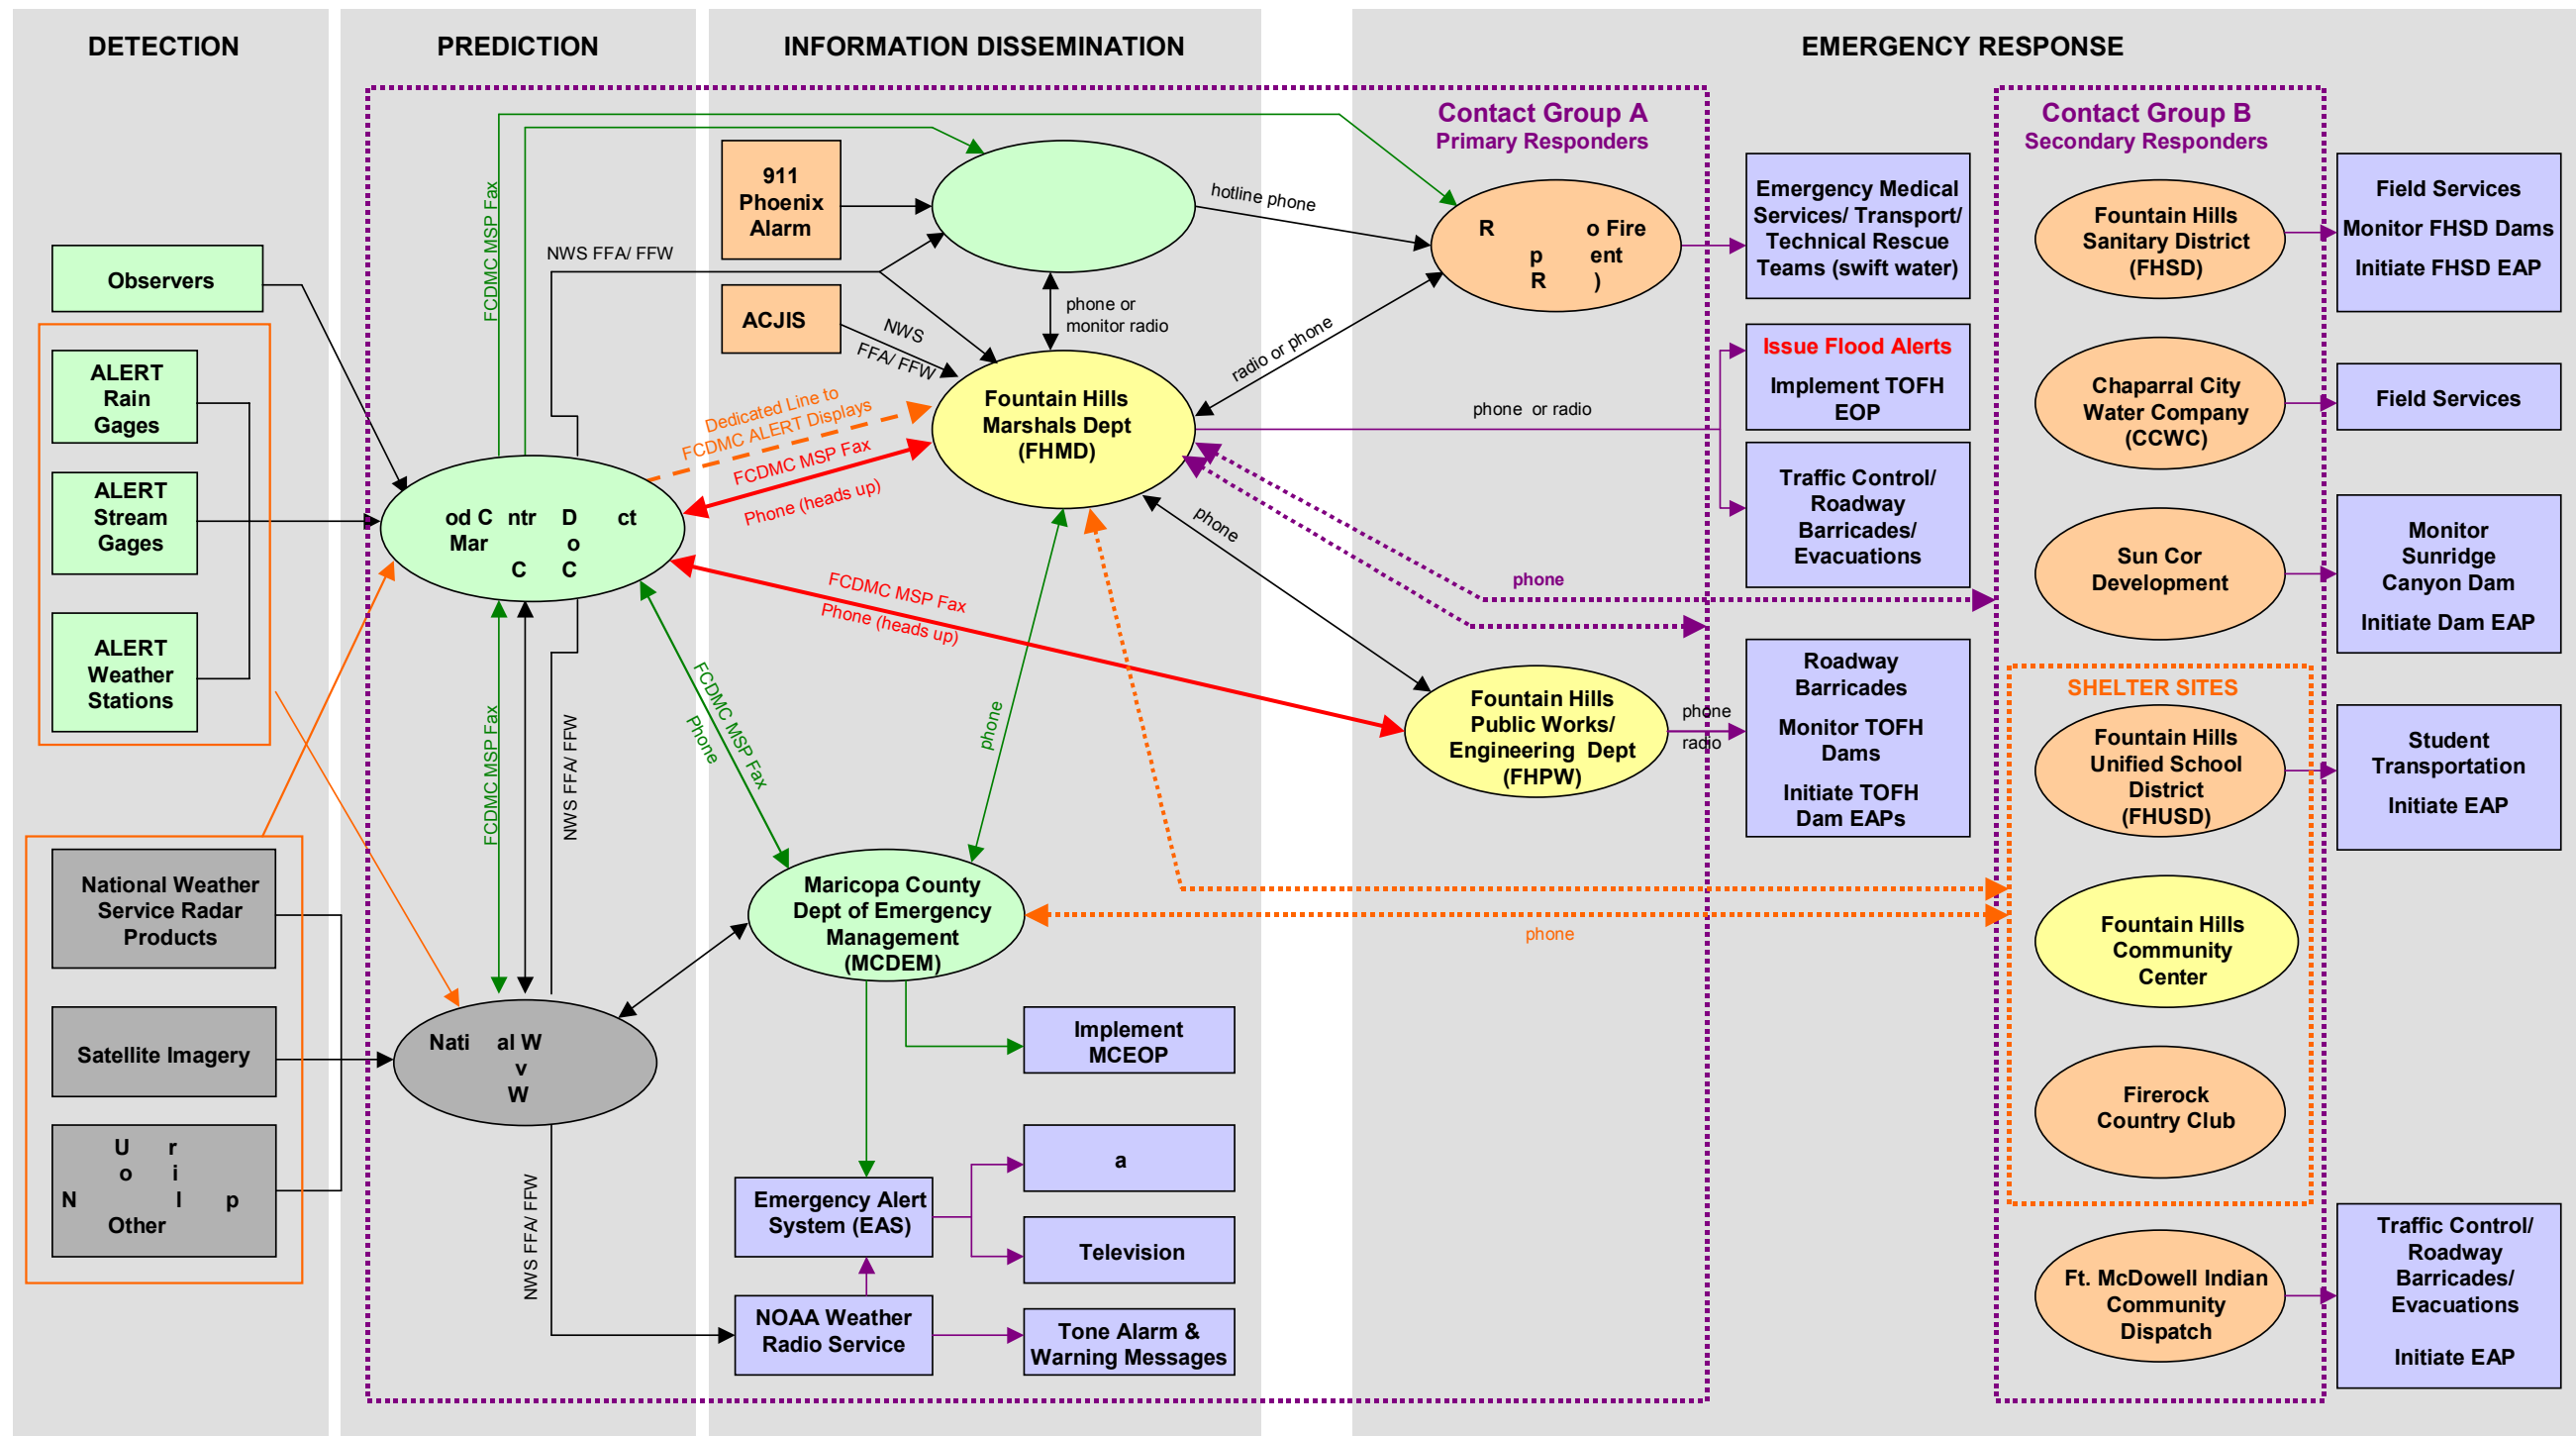 DETECTION
PREDICTION
INFORMATION DISSEMINATION
EMERGENCY RESPONSE
Observers
ALERT
Rain
Gages
ALERT
Stream
Gages
ALERT
Weather
Stations
National Weather
Service Radar
Products
Satellite Imagery
Other
FCDMC MSP Fax
NWS FFA/ FFW
FCDMC MSP Fax
NWS FFA/ FFW
NWS FFA/ FFW
911
Phoenix
Alarm
ACJIS
NWS
FFA/ FFW
phone or
monitor radio
Dedicated Line to
FCDMC ALERT Displays
FCDMC MSP Fax
Phone (heads up)
Fountain Hills
Marshals Dept
(FHMD)
FCDMC MSP Fax
Phone (heads up)
FCDMC MSP Fax
Phone
phone
Maricopa County
Dept of Emergency
Management
(MCDEM)
Implement
MCEOP
Emergency Alert
System (EAS)
Television
NOAA Weather
Radio Service
Tone Alarm &
Warning Messages
Contact Group A
Primary Responders
hotline phone
Fire
radio or phone
phone or radio
phone
phone
Fountain Hills
Public Works/
Engineering Dept
(FHPW)
phone
radio
phone
Emergency Medical
Services/ Transport/
Technical Rescue
Teams (swift water)
Issue Flood Alerts
Implement TOFH
EOP
Traffic Control/
Roadway
Barricades/
Evacuations
Roadway
Barricades
Monitor TOFH
Dams
Initiate TOFH
Dam EAPs
Contact Group B
Secondary Responders
Fountain Hills
Sanitary District
(FHSD)
Chaparral City
Water Company
(CCWC)
Sun Cor
Development
SHELTER SITES
Fountain Hills
Unified School
District
(FHUSD)
Fountain Hills
Community
Center
Firerock
Country Club
Ft. McDowell Indian
Community
Dispatch
Field Services
Monitor FHSD Dams
Initiate FHSD EAP
Field Services
Monitor
Sunridge
Canyon Dam
Initiate Dam EAP
Student
Transportation
Initiate EAP
Traffic Control/
Roadway
Barricades/
Evacuations
Initiate EAP